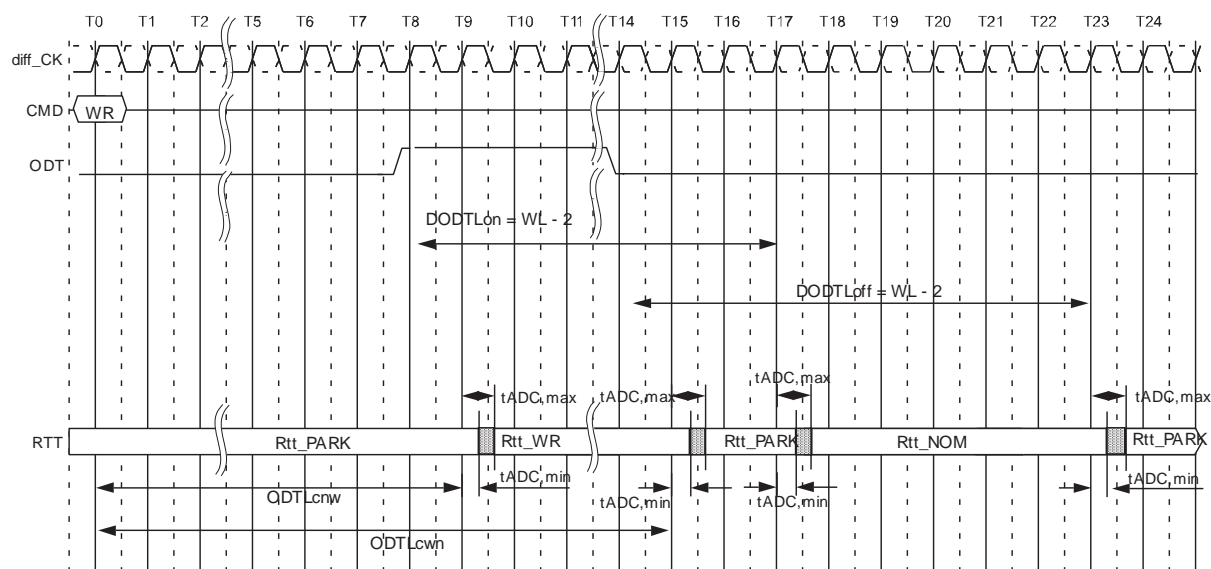 T0 T1 T2 T5 T6 T7 T8 T9 T10 T11 T14 T15 T16 T17 T18 T19 T20 T21 T22 T23 T24
diff_CK
CMD WR
ODT
DODTLon = WL - 2
DODTLoff = WL - 2
tADC,max
tADC,max tADC,max tADC,max
RTT Rtt_PARK Rtt_WR Rtt_PARK Rtt_NOM Rtt_PARK
tADC,min tADC,min
ODTLcnw tADC,min tADC,min
ODTLcwn